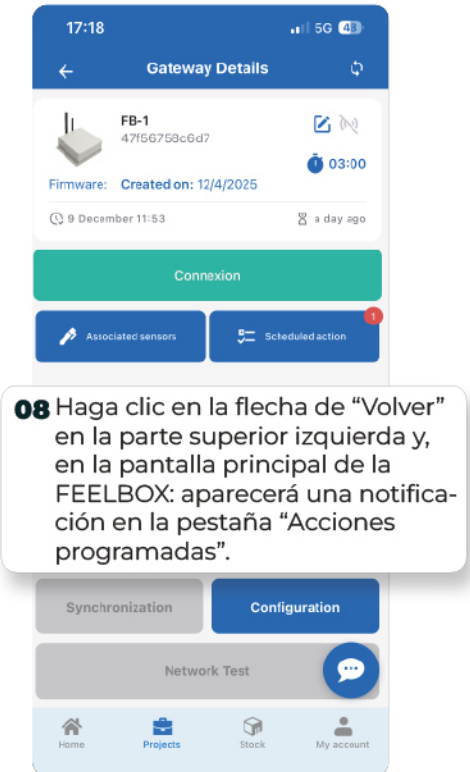 17:18 5G 43
Gateway Details
FB-1
47f56758c6d7
03:00
Firmware: Created on: 12/4/2025
9 December 11:53 a day ago
Connexion
1
Associated sensors Scheduled action
08 Haga clic en la flecha de “Volver”
en la parte superior izquierda y,
en la pantalla principal de la
FEELBOX: aparecerá una notifica-
ción en la pestaña “Acciones
programadas”.
Synchronization Configuration
Network Test
Home Projects Stock My account